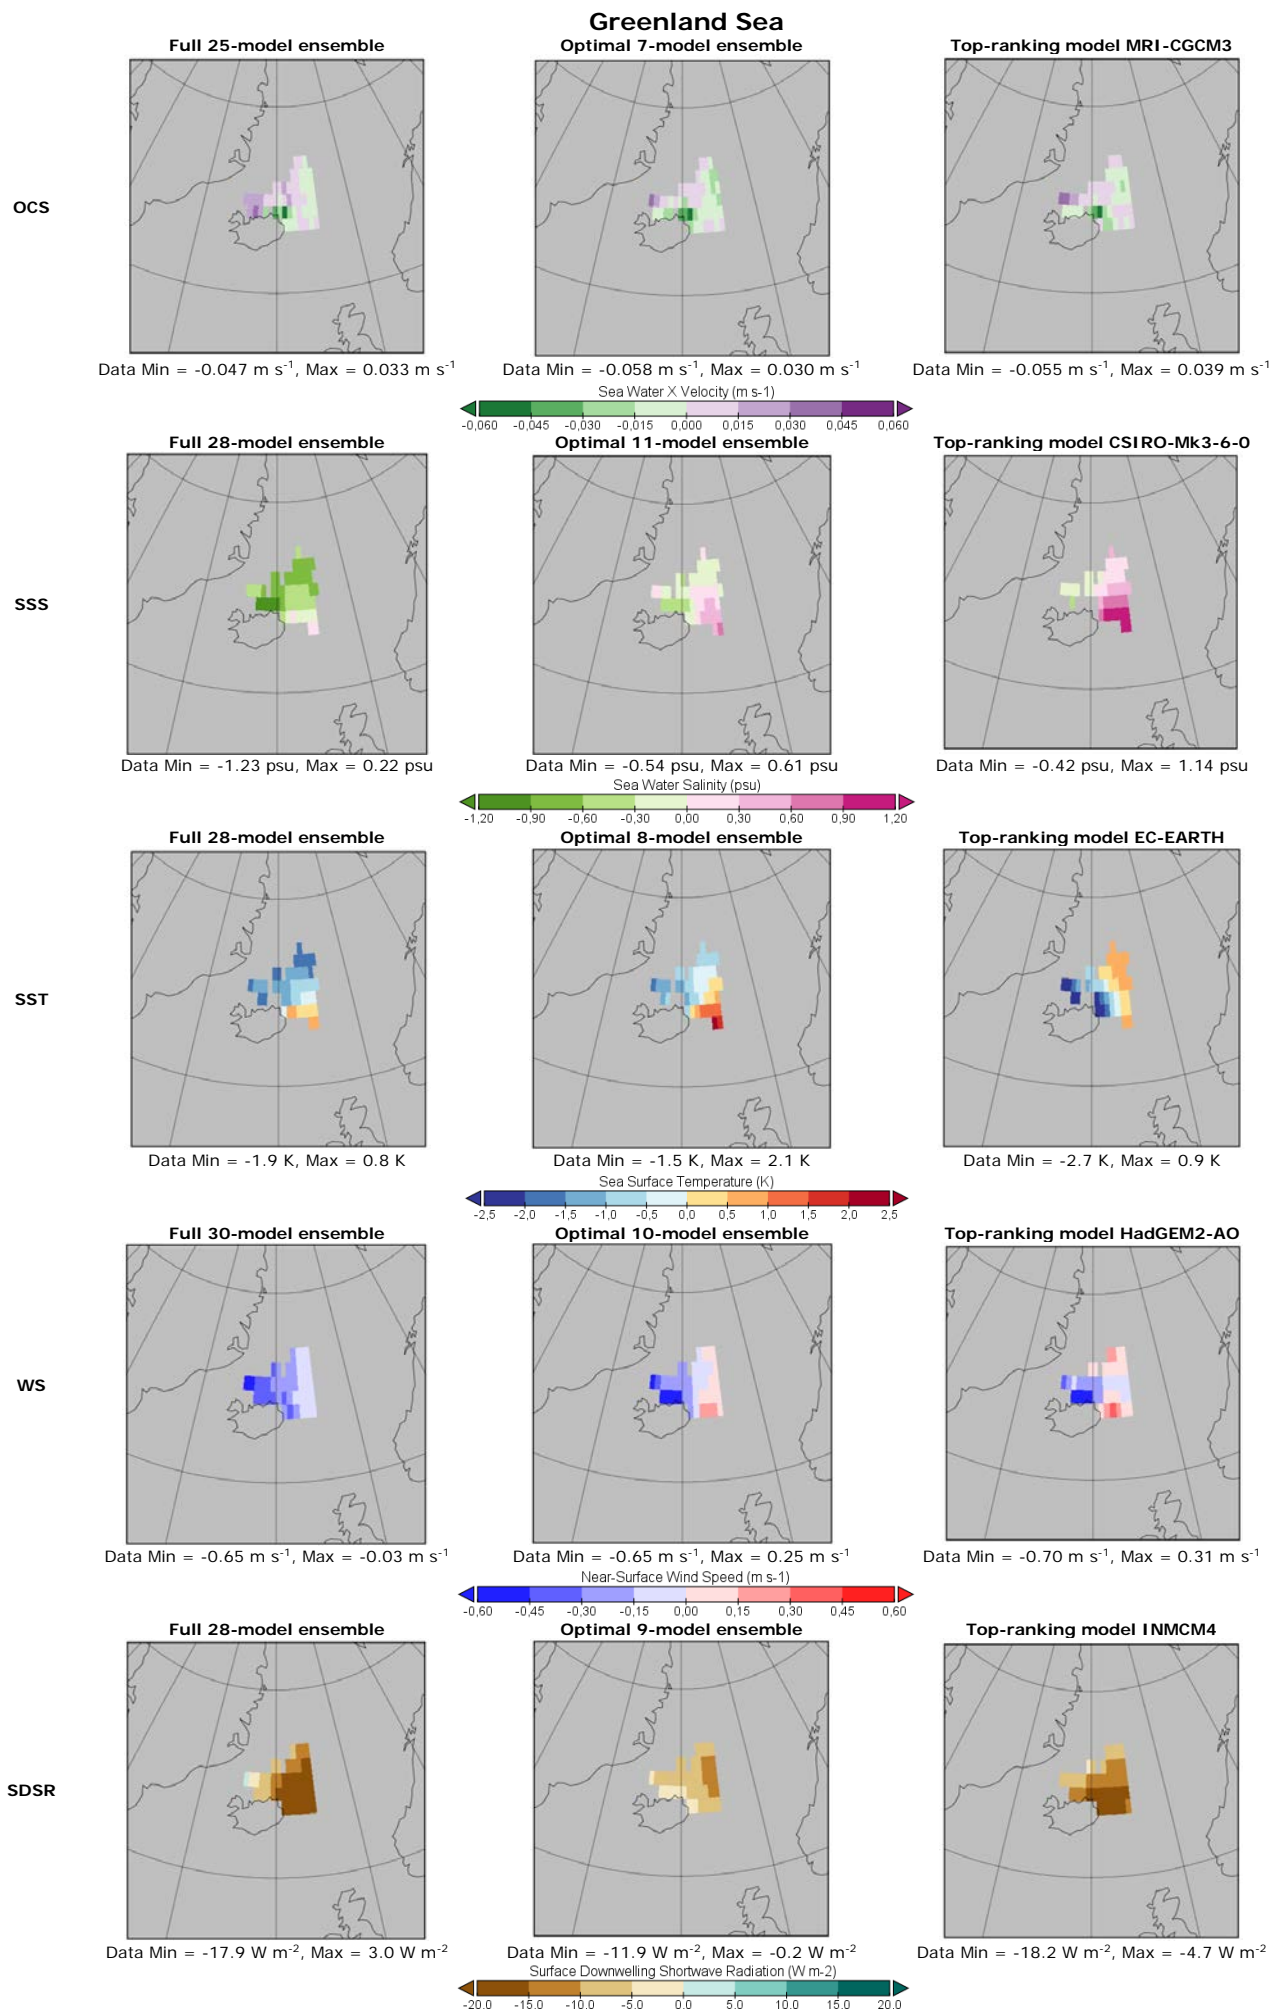 Greenland Sea
Full 25-model ensemble Optimal 7-model ensemble Top-ranking model MRI-CGCM3
OCS
Data Min = -0.047 m s-1, Max = 0.033 m s-1 Data Min = -0.058 m s-1, Max = 0.030 m s-1 Data Min = -0.055 m s-1, Max = 0.039 m s-1
Sea Water X Velocity (m s-1)
-0,060 -0,045 -0,030 -0,015 0,000 0,015 0,030 0,045 0,060
Full 28-model ensemble Optimal 11-model ensemble Top-ranking model CSIRO-Mk3-6-0
SSS
Data Min = -1.23 psu, Max = 0.22 psu Data Min = -0.54 psu, Max = 0.61 psu Data Min = -0.42 psu, Max = 1.14 psu
Sea Water Salinity (psu)
-1,20 -0,90 -0,60 -0,30 0,00 0,30 0,60 0,90 1,20
Full 28-model ensemble Optimal 8-model ensemble Top-ranking model EC-EARTH
SST
Data Min = -1.9 K, Max = 0.8 K Data Min = -1.5 K, Max = 2.1 K Data Min = -2.7 K, Max = 0.9 K
Sea Surface Temperature (K)
-2,5 -2,0 -1,5 -1,0 -0,5 0,0 0,5 1,0 1,5 2,0 2,5
Full 30-model ensemble Optimal 10-model ensemble Top-ranking model HadGEM2-AO
WS
Data Min = -0.65 m s-1, Max = -0.03 m s-1 Data Min = -0.65 m s-1, Max = 0.25 m s-1 Data Min = -0.70 m s-1, Max = 0.31 m s-1
Near-Surface Wind Speed (m s-1)
-0,60 -0,45 -0,30 -0,15 0,00 0,15 0,30 0,45 0,60
Full 28-model ensemble Optimal 9-model ensemble Top-ranking model INMCM4
SDSR
Data Min = -17.9 W m-2, Max = 3.0 W m-2 Data Min = -11.9 W m-2, Max = -0.2 W m-2 Data Min = -18.2 W m-2, Max = -4.7 W m-2
Surface Downwelling Shortwave Radiation (W m-2)
-20.0 -15.0 -10.0 -5.0 0.0 5.0 10.0 15.0 20.0